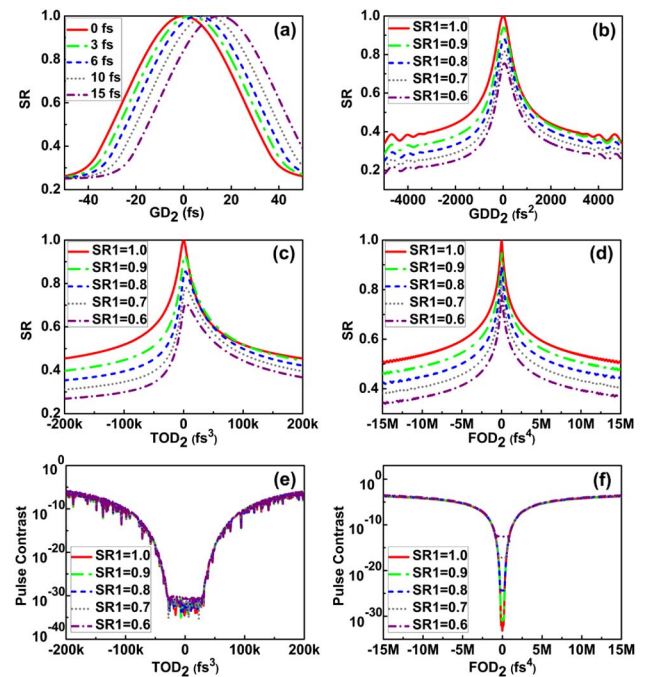 (a)
0 fs
3 fs
6 fs
10 fs
15 fs
SR
1.0
0.8
0.6
0.4
0.2
-40 -20 0 20 40
GD2 (fs)
(b)
SR1=1.0
SR1=0.9
SR1=0.8
SR1=0.7
SR1=0.6
SR
1.0
0.8
0.6
0.4
0.2
-4000 -2000 0 2000 4000
GDD2 (fs²)
(c)
SR1=1.0
SR1=0.9
SR1=0.8
SR1=0.7
SR1=0.6
SR
1.0
0.8
0.6
0.4
0.2
-200k -100k 0 100k 200k
TOD2 (fs³)
(d)
SR1=1.0
SR1=0.9
SR1=0.8
SR1=0.7
SR1=0.6
SR
1.0
0.8
0.6
0.4
-15M -5M 0 5M 15M
FOD2 (fs⁴)
(e)
Pulse Contrast
10⁰
10⁻¹⁰
10⁻²⁰
10⁻³⁰
10⁻⁴⁰
SR1=1.0
SR1=0.9
SR1=0.8
SR1=0.7
SR1=0.6
-200k -100k 0 100k 200k
TOD2 (fs³)
(f)
Pulse Contrast
10⁰
10⁻¹⁰
10⁻²⁰
10⁻³⁰
SR1=1.0
SR1=0.9
SR1=0.8
SR1=0.7
SR1=0.6
-15M -5M 0 5M 15M
FOD2 (fs⁴)